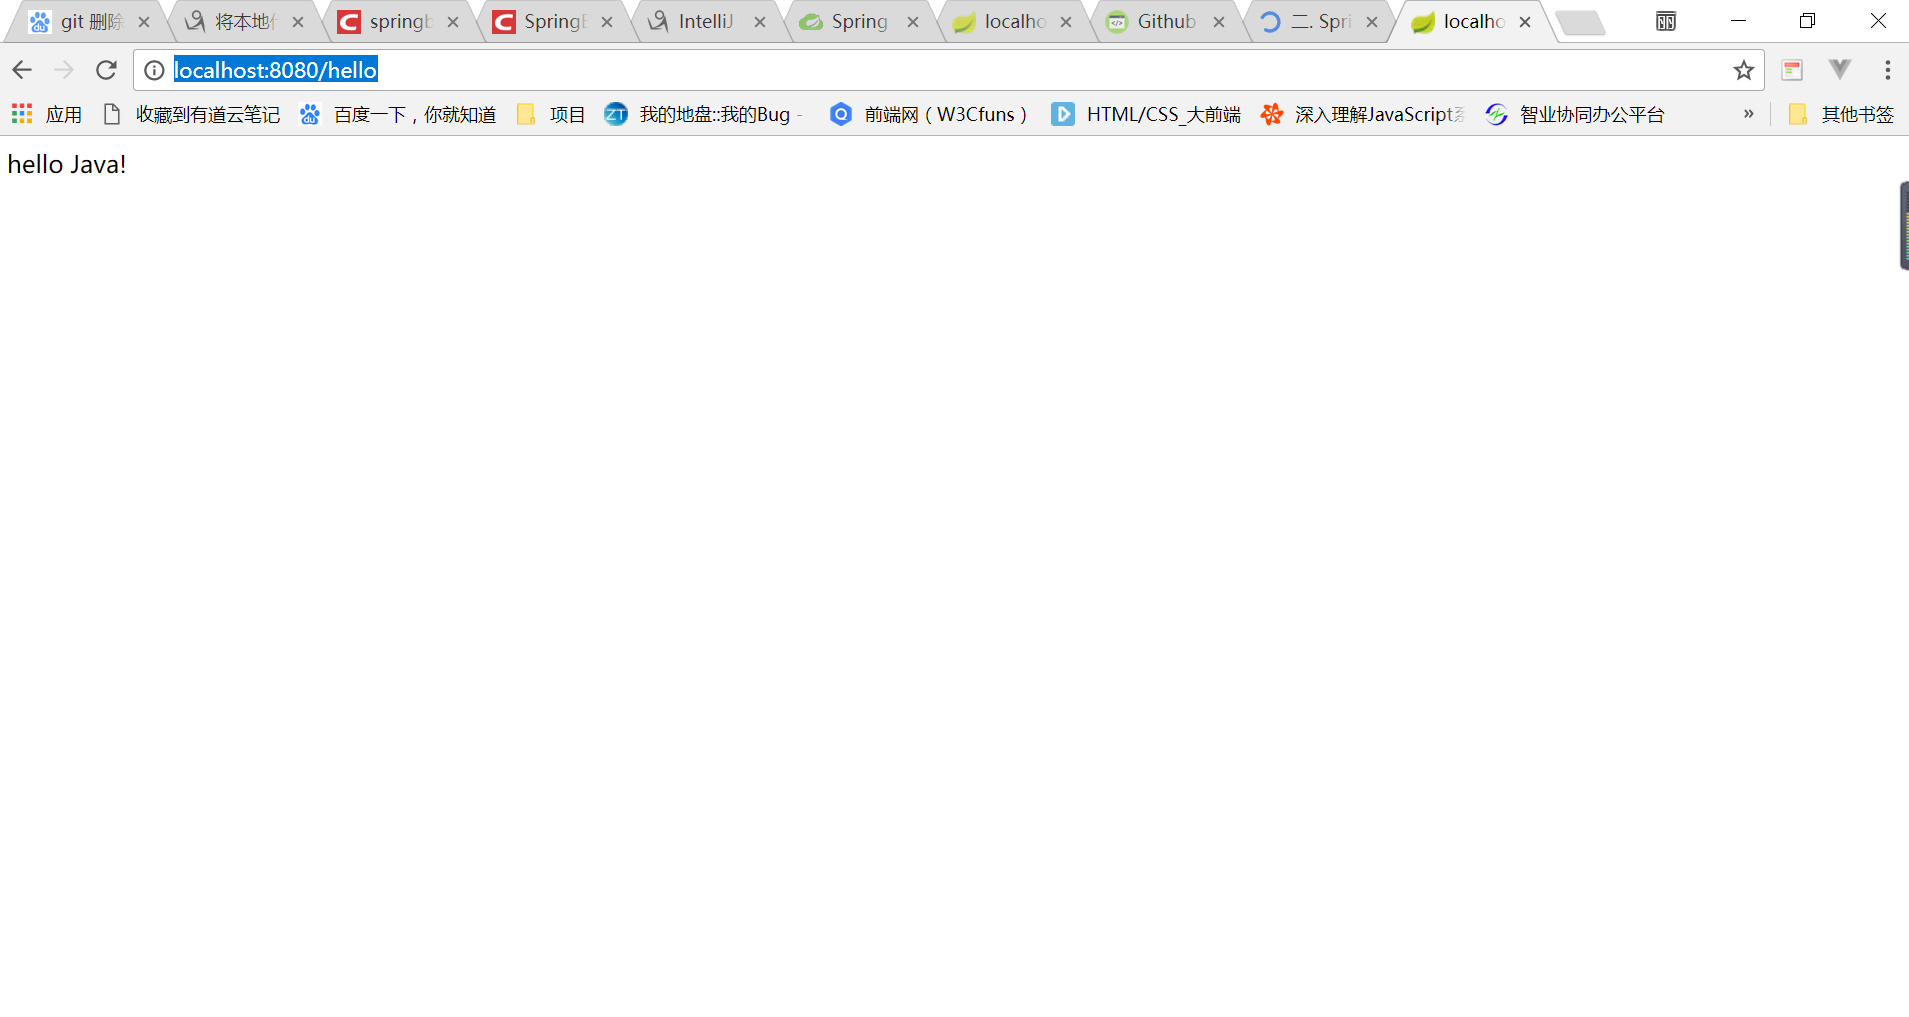 git 删除 将本地 spring Spring IntelliJ Spring localho Github 二. Spri localho
localhost:8080/hello
应用 收藏到有道云笔记 百度一下，你就知道 项目 ZT 我的地盘::我的Bug - 前端网（W3Cfuns） HTML/CSS_大前端 深入理解JavaScript 智业协同办公平台 » 其他书签
hello Java!